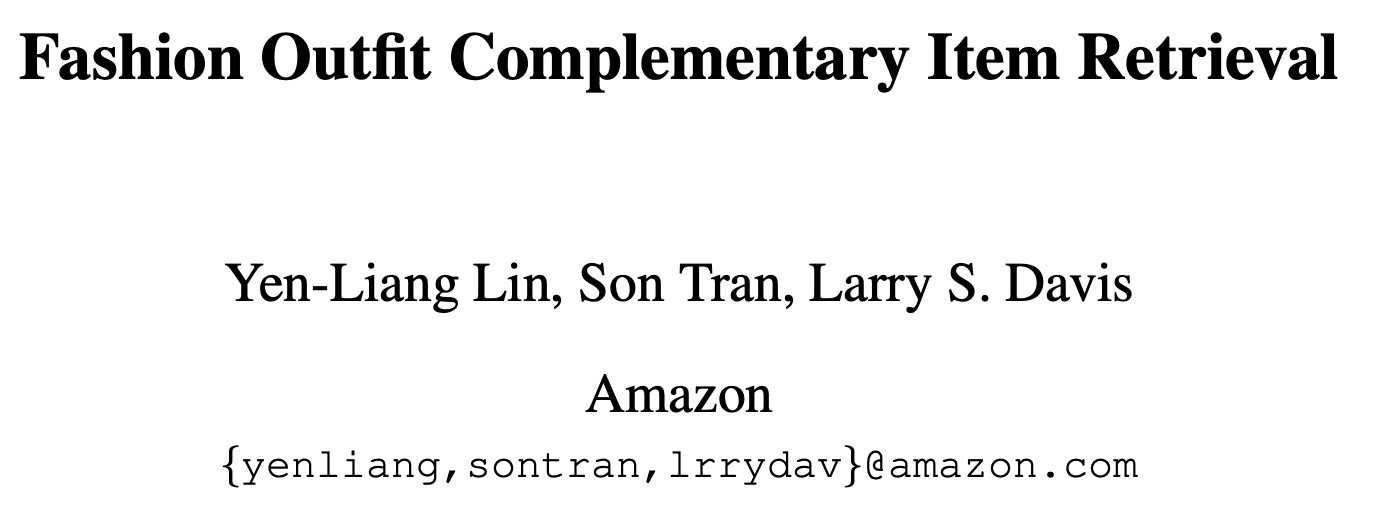 Fashion Outfit Complementary Item Retrieval
Yen-Liang Lin, Son Tran, Larry S. Davis
Amazon
{yenliang,sontran,lrrydav}@amazon.com